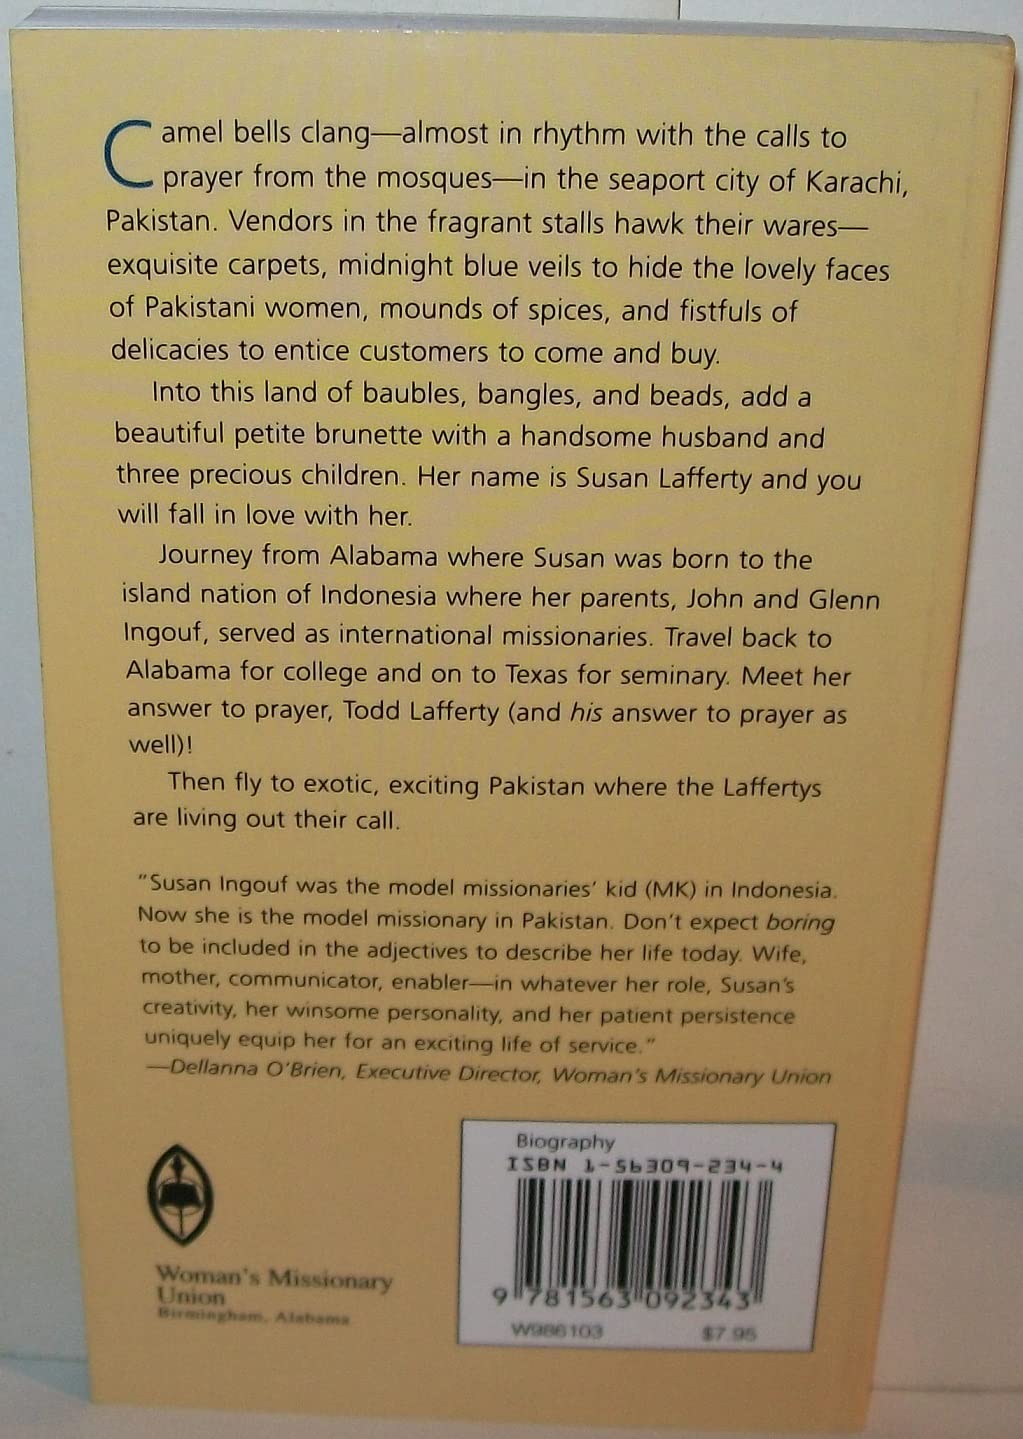 Camel bells clang—almost in rhythm with the calls to
prayer from the mosques—in the seaport city of Karachi,
Pakistan. Vendors in the fragrant stalls hawk their wares—
exquisite carpets, midnight blue veils to hide the lovely faces
of Pakistani women, mounds of spices, and fistfuls of
delicacies to entice customers to come and buy.
Into this land of baubles, bangles, and beads, add a
beautiful petite brunette with a handsome husband and
three precious children. Her name is Susan Lafferty and you
will fall in love with her.
Journey from Alabama where Susan was born to the
island nation of Indonesia where her parents, John and Glenn
Ingouf, served as international missionaries. Travel back to
Alabama for college and on to Texas for seminary. Meet her
answer to prayer, Todd Lafferty (and his answer to prayer as
well)!
Then fly to exotic, exciting Pakistan where the Laffertys
are living out their call.
"Susan Ingouf was the model missionaries' kid (MK) in Indonesia.
Now she is the model missionary in Pakistan. Don't expect boring
to be included in the adjectives to describe her life today. Wife,
mother, communicator, enabler—in whatever her role, Susan's
creativity, her winsome personality, and her patient persistence
uniquely equip her for an exciting life of service."
—Dellanna O'Brien, Executive Director, Woman's Missionary Union
Woman's Missionary
Union
Birmingham, Alabama
Biography
ISBN 1-56309-234-4
9 781563 092343
W986103 $7.95